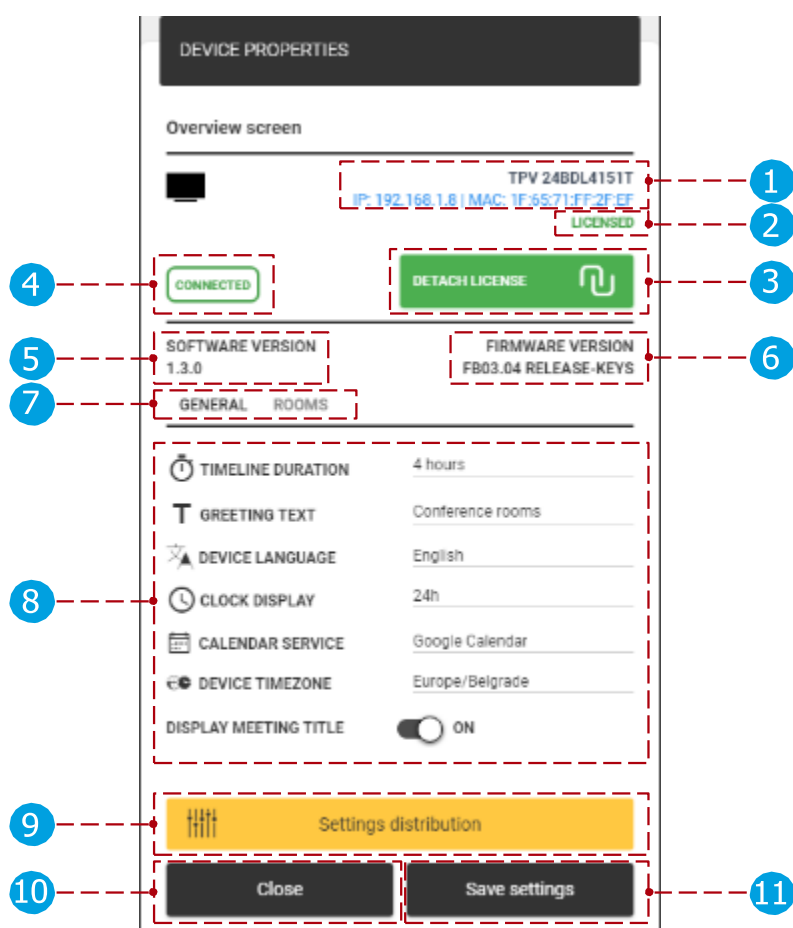 DEVICE PROPERTIES
Overview screen
TPV 24BDL4151T
1
IP: 192.168.1.8 | MAC: 1F:65:71:FF:2F:EF
LICENSED
2
4
CONNECTED
DETACH LICENSE
3
5
SOFTWARE VERSION
1.3.0
FIRMWARE VERSION
FB03.04 RELEASE-KEYS
6
7
GENERAL ROOMS
TIMELINE DURATION 4 hours
GREETING TEXT Conference rooms
DEVICE LANGUAGE English
8
CLOCK DISPLAY 24h
CALENDAR SERVICE Google Calendar
DEVICE TIMEZONE Europe/Belgrade
DISPLAY MEETING TITLE ON
9
Settings distribution
10
Close
Save settings
11